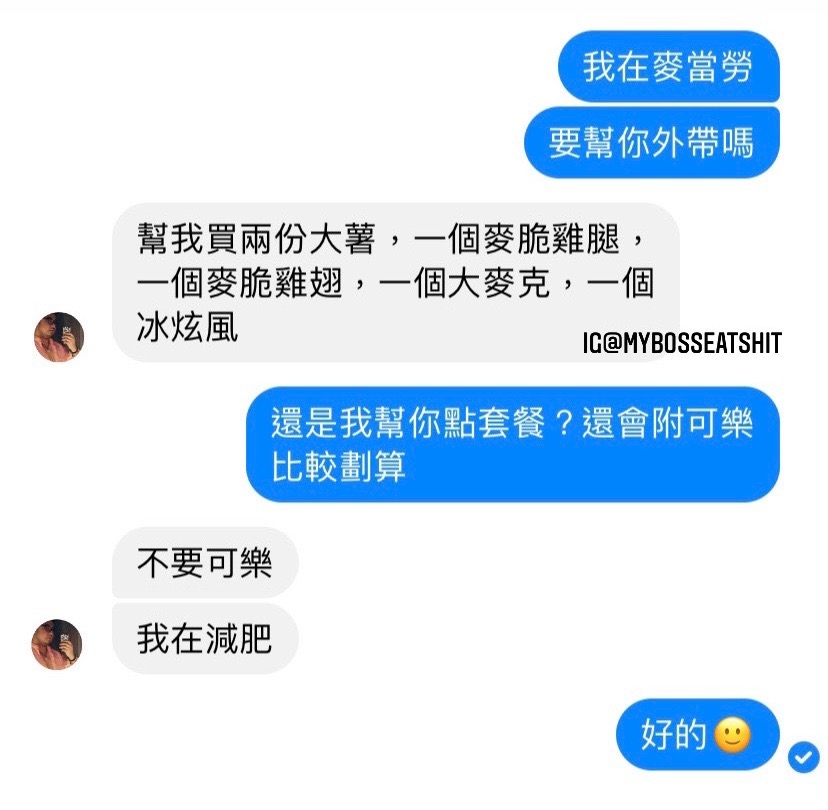 我在麥當勞
要幫你外帶嗎
幫我買兩份大薯，一個麥脆雞腿，
一個麥脆雞翅，一個大麥克，一個
冰炫風
IG@MYBOSSEATSHIT
還是我幫你點套餐？還會附可樂
比較劃算
不要可樂
我在減肥
好的🙂